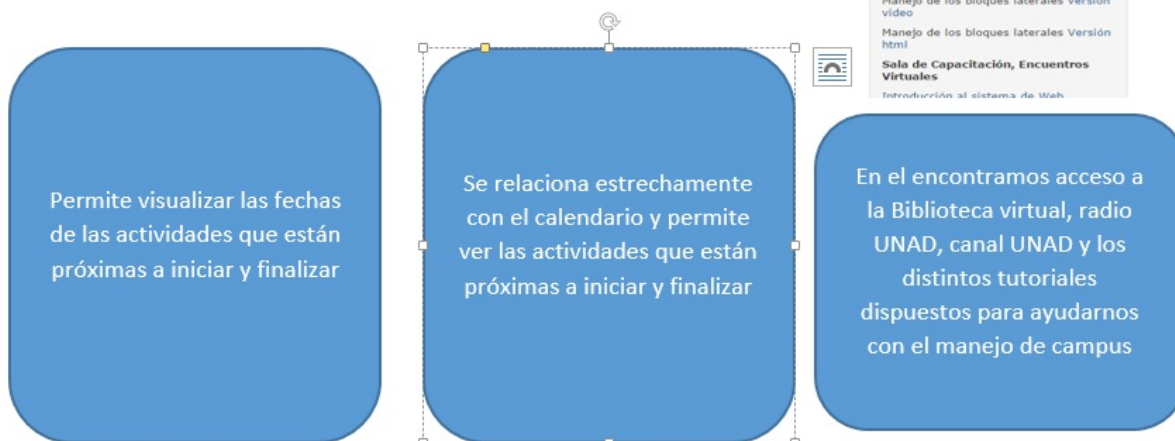 Manejo de los bloques laterales Versión
video
Manejo de los bloques laterales Versión
html
Sala de Capacitación, Encuentros
Virtuales
Introducción al sistema de Web
Permite visualizar las fechas
de las actividades que están
próximas a iniciar y finalizar
Se relaciona estrechamente
con el calendario y permite
ver las actividades que están
próximas a iniciar y finalizar
En el encontramos acceso a
la Biblioteca virtual, radio
UNAD, canal UNAD y los
distintos tutoriales
dispuestos para ayudarnos
con el manejo de campus